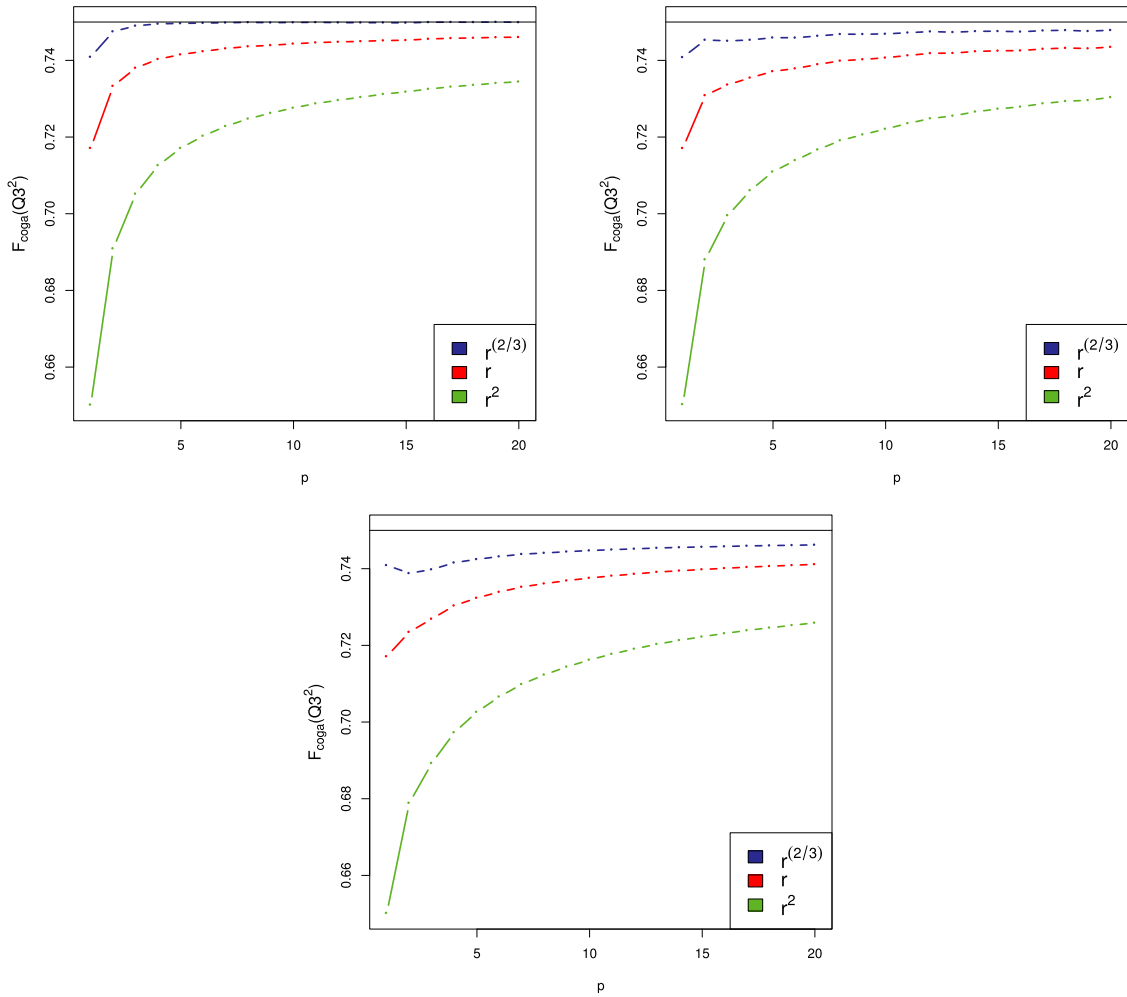 F_coga(Q3^2)
0.74
0.72
0.70
0.68
0.66
r^(2/3)
r
r^2
5
10
15
20
p
F_coga(Q3^2)
0.74
0.72
0.70
0.68
0.66
r^(2/3)
r
r^2
5
10
15
20
p
F_coga(Q3^2)
0.74
0.72
0.70
0.68
0.66
r^(2/3)
r
r^2
5
10
15
20
p